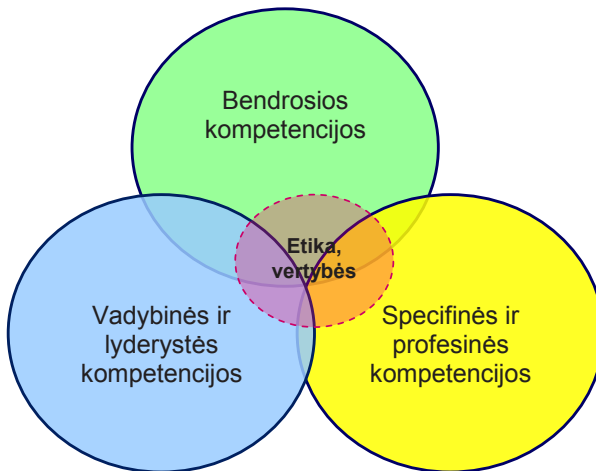 Bendrosios
kompetencijos
Etika,
vertybės
Vadybinės ir
lyderystės
kompetencijos
Specifinės ir
profesinės
kompetencijos